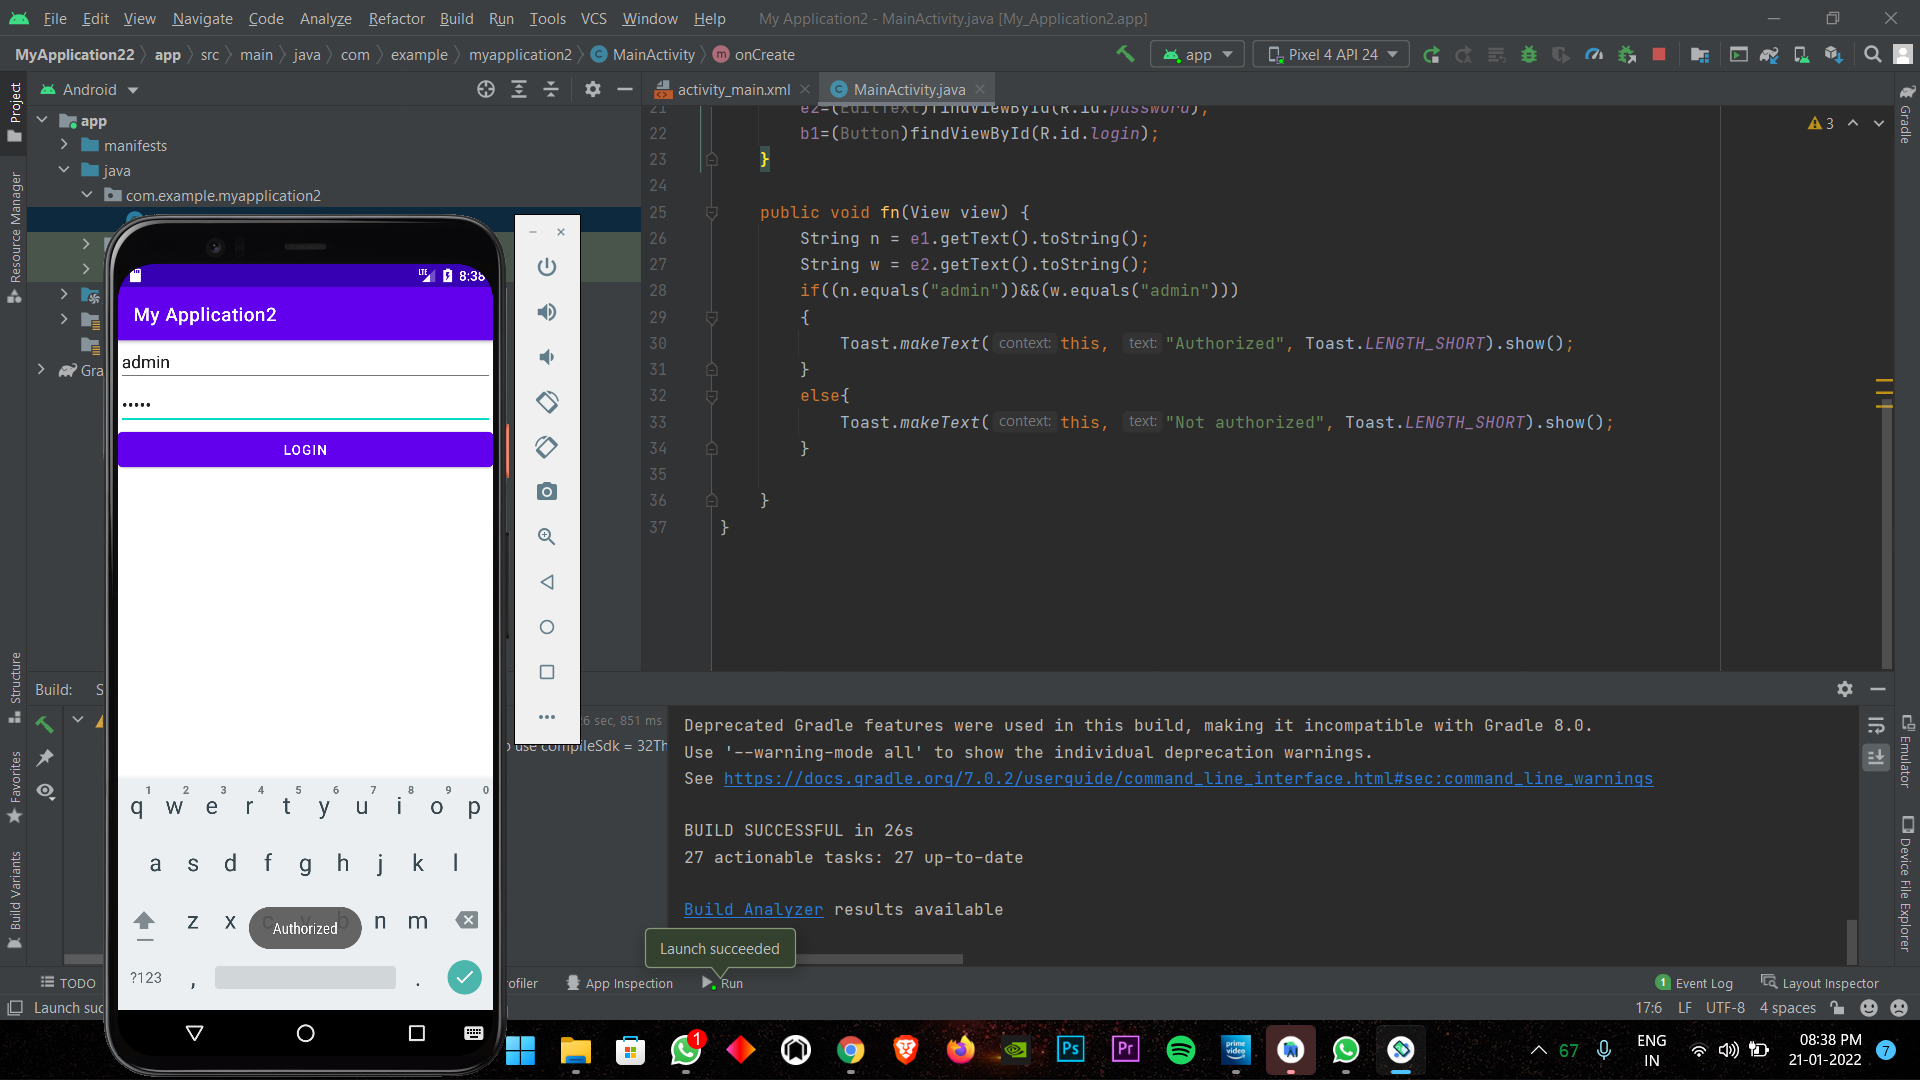 File Edit View Navigate Code Analyze Refactor Build Run Tools VCS Window Help My Application2 - MainActivity.java [My_Application2.app]
MyApplication22 app src main java com example myapplication2 MainActivity onCreate app Pixel 4 API 24
Android
activity_main.xml MainActivity.java
Project
Resource Manager
Structure
Favorites
Build Variants
app
manifests
java
com.example.myapplication2
Gra
21 e2=(EditText)findViewById(R.id.password);
22 b1=(Button)findViewById(R.id.login);
23 }
24
25 public void fn(View view) {
26 String n = e1.getText().toString();
27 String w = e2.getText().toString();
28 if((n.equals("admin"))&&(w.equals("admin")))
29 {
30 Toast.makeText( context: this, text: "Authorized", Toast.LENGTH_SHORT).show();
31 }
32 else{
33 Toast.makeText( context: this, text: "Not authorized", Toast.LENGTH_SHORT).show();
34 }
35
36 }
37 }
3
Gradle
Emulator
Device File Explorer
LTE 8:38
My Application2
admin
•••••
LOGIN
1 2 3 4 5 6 7 8 9 0
q w e r t y u i o p
a s d f g h j k l
z x c v b n m
Authorized
?123 , .
Build: S
6 sec, 851 ms
o use compileSdk = 32Th
Deprecated Gradle features were used in this build, making it incompatible with Gradle 8.0.
Use '--warning-mode all' to show the individual deprecation warnings.
See https://docs.gradle.org/7.0.2/userguide/command_line_interface.html#sec:command_line_warnings
BUILD SUCCESSFUL in 26s
27 actionable tasks: 27 up-to-date
Build Analyzer results available
Launch succeeded
TODO ofiler App Inspection Run 1 Event Log Layout Inspector
Launch suc 17:6 LF UTF-8 4 spaces
1 Ps Pr prime video 67 ENG IN 08:38 PM 21-01-2022 7